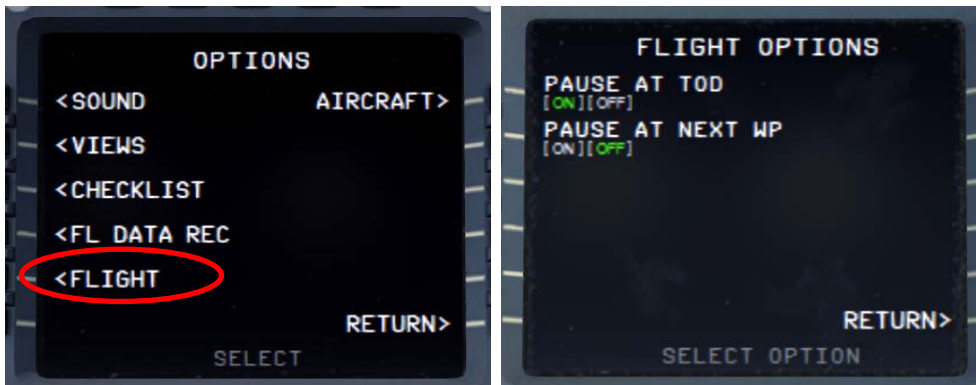 OPTIONS
<SOUND AIRCRAFT>
<VIEWS
<CHECKLIST
<FL DATA REC
<FLIGHT
RETURN>
SELECT
FLIGHT OPTIONS
PAUSE AT TOD
[ON][OFF]
PAUSE AT NEXT WP
[ON][OFF]
RETURN>
SELECT OPTION